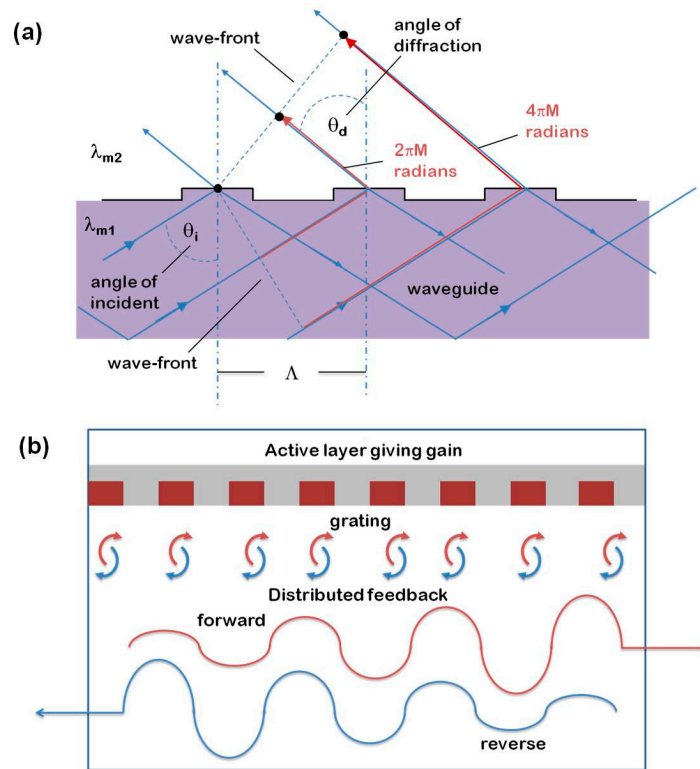 (a)
wave-front
angle of
diffraction
θd
4πM
radians
2πM
radians
λm2
λm1
θi
angle of
incident
waveguide
wave-front
Λ
(b)
Active layer giving gain
grating
Distributed feedback
forward
reverse